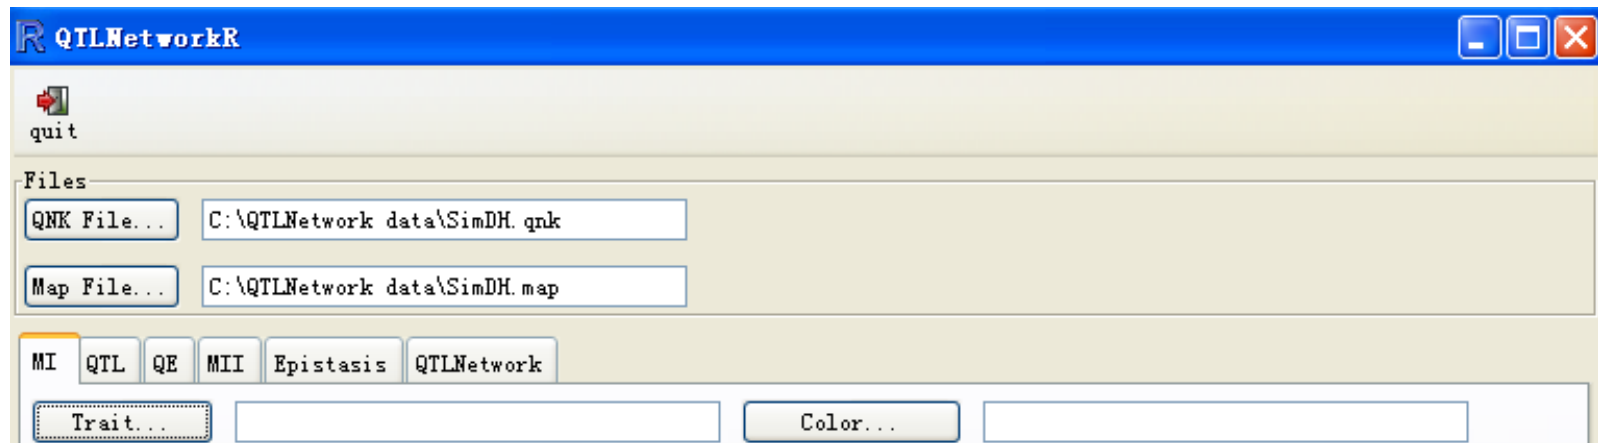 QTLNetworkR
quit
Files
QNK File... C:\QTLNetwork data\SimDH.qnk
Map File... C:\QTLNetwork data\SimDH.map
MI QTL QE MII Epistasis QTLNetwork
Trait... Color...